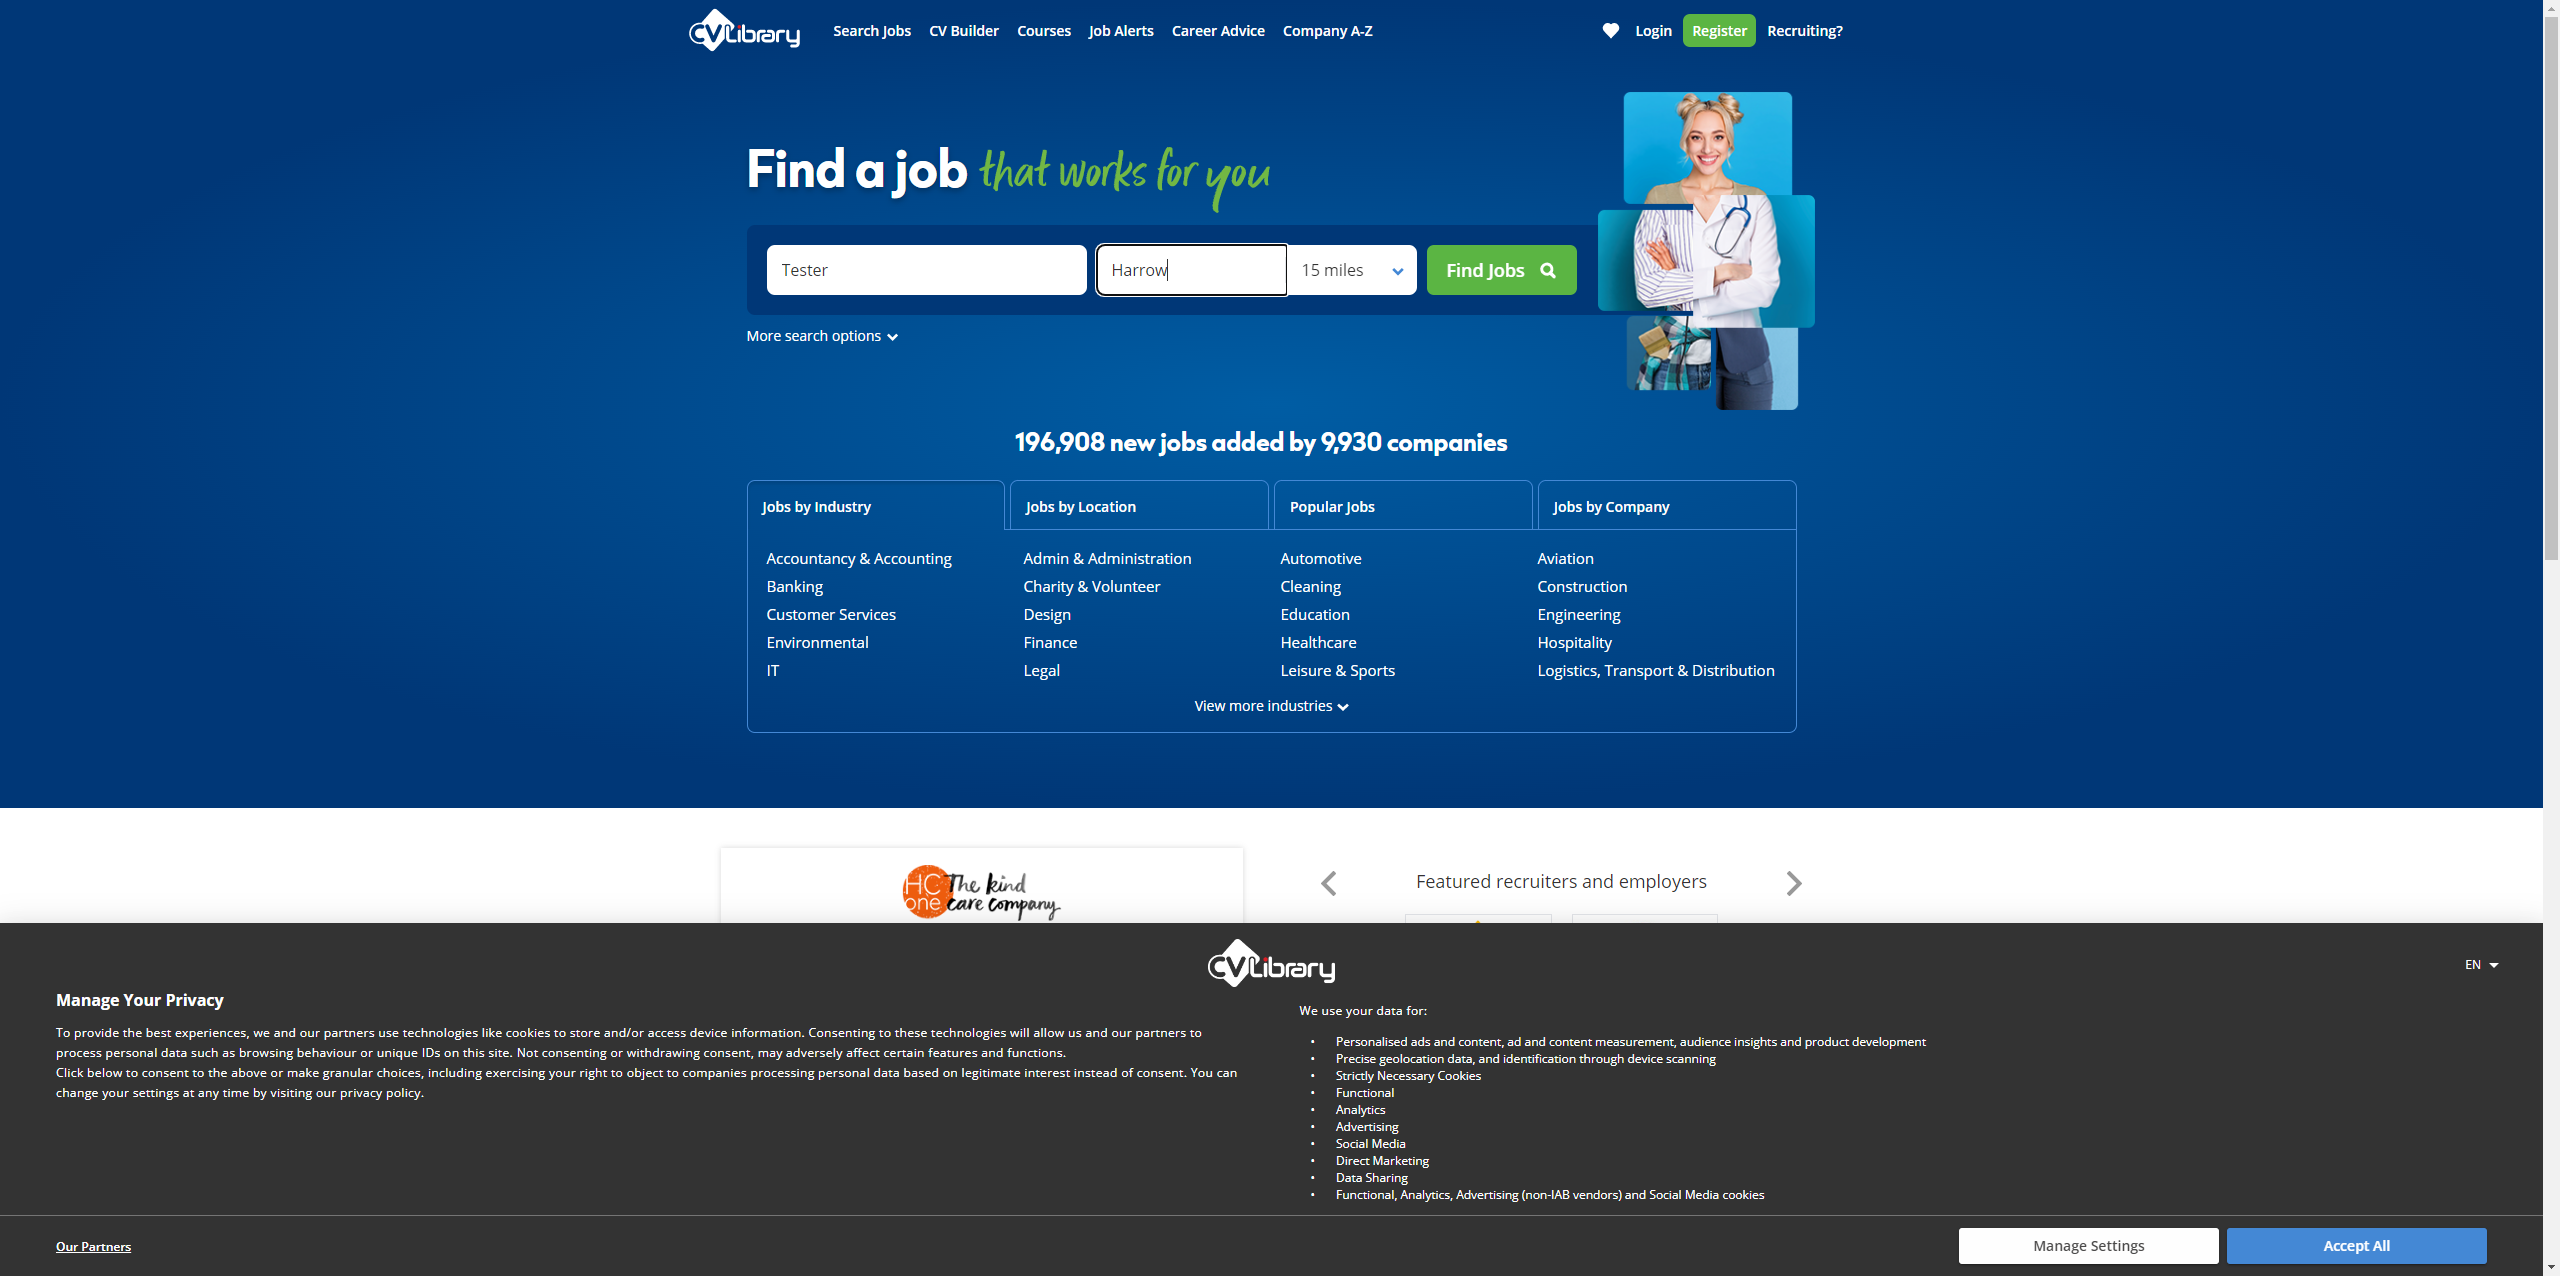 CV Library
Search Jobs
CV Builder
Courses
Job Alerts
Career Advice
Company A-Z
Login
Register
Recruiting?
Find a job that works for you
Tester
Harrow
15 miles
Find Jobs
More search options
196,908 new jobs added by 9,930 companies
Jobs by Industry
Jobs by Location
Popular Jobs
Jobs by Company
Accountancy & Accounting
Admin & Administration
Automotive
Aviation
Banking
Charity & Volunteer
Cleaning
Construction
Customer Services
Design
Education
Engineering
Environmental
Finance
Healthcare
Hospitality
IT
Legal
Leisure & Sports
Logistics, Transport & Distribution
View more industries
HC one The kind care company
Featured recruiters and employers
CV Library
EN
Manage Your Privacy
To provide the best experiences, we and our partners use technologies like cookies to store and/or access device information. Consenting to these technologies will allow us and our partners to
process personal data such as browsing behaviour or unique IDs on this site. Not consenting or withdrawing consent, may adversely affect certain features and functions.
Click below to consent to the above or make granular choices, including exercising your right to object to companies processing personal data based on legitimate interest instead of consent. You can
change your settings at any time by visiting our privacy policy.
We use your data for:
• Personalised ads and content, ad and content measurement, audience insights and product development
• Precise geolocation data, and identification through device scanning
• Strictly Necessary Cookies
• Functional
• Analytics
• Advertising
• Social Media
• Direct Marketing
• Data Sharing
• Functional, Analytics, Advertising (non-IAB vendors) and Social Media cookies
Our Partners
Manage Settings
Accept All